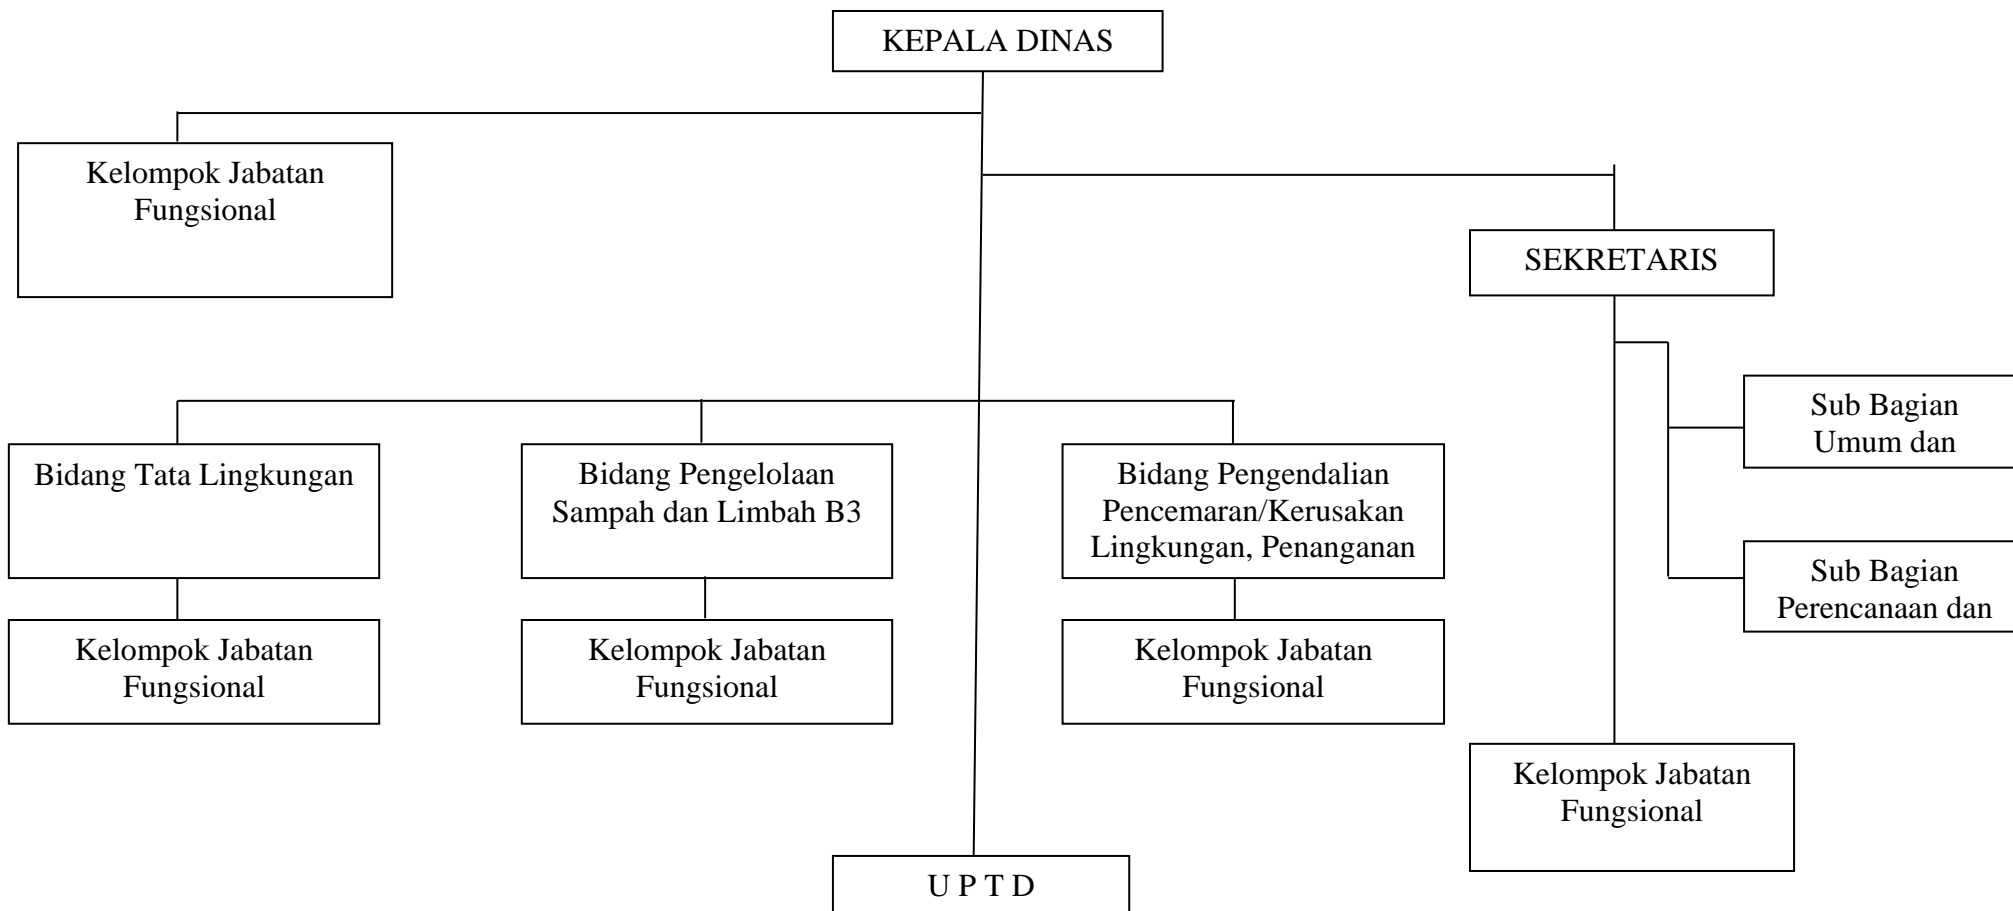 KEPALA DINAS
Kelompok Jabatan
Fungsional
SEKRETARIS
Sub Bagian
Umum dan
Sub Bagian
Perencanaan dan
Bidang Tata Lingkungan
Bidang Pengelolaan
Sampah dan Limbah B3
Bidang Pengendalian
Pencemaran/Kerusakan
Lingkungan, Penanganan
Kelompok Jabatan
Fungsional
Kelompok Jabatan
Fungsional
Kelompok Jabatan
Fungsional
Kelompok Jabatan
Fungsional
U P T D